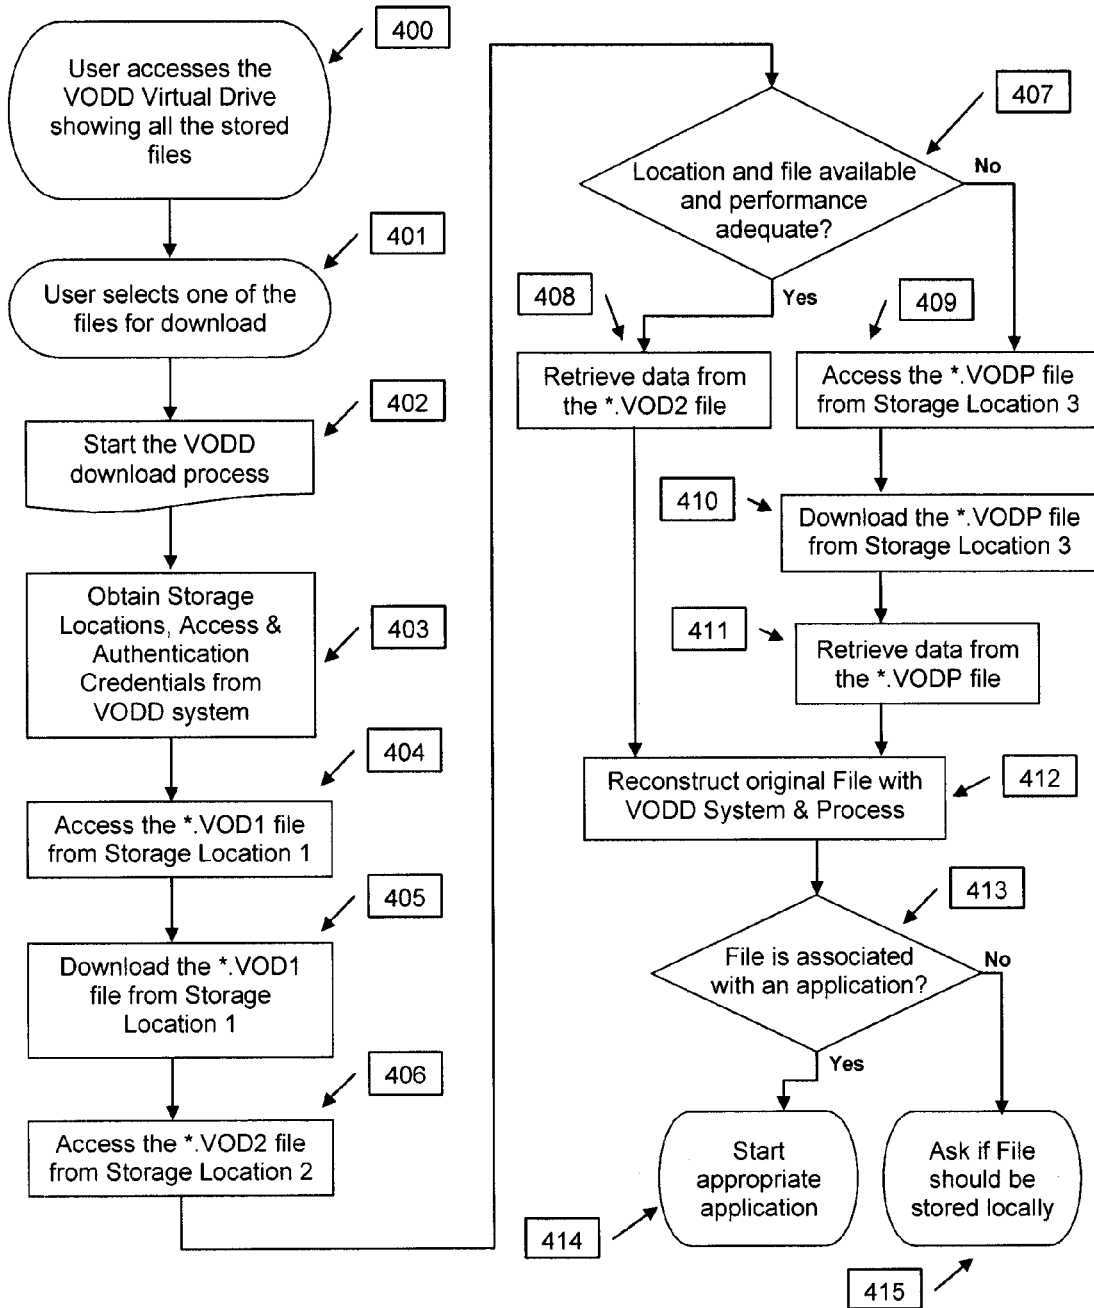 400
User accesses the
VODD Virtual Drive
showing all the stored
files
401
User selects one of the
files for download
402
Start the VODD
download process
403
Obtain Storage
Locations, Access &
Authentication
Credentials from
VODD system
404
Access the *.VOD1 file
from Storage Location 1
405
Download the *.VOD1
file from Storage
Location 1
406
Access the *.VOD2 file
from Storage Location 2
407
Location and file available
and performance
adequate?
No
Yes
408
Retrieve data from
the *.VOD2 file
409
Access the *.VODP file
from Storage Location 3
410
Download the *.VODP file
from Storage Location 3
411
Retrieve data from
the *.VODP file
412
Reconstruct original File with
VODD System & Process
413
File is associated
with an application?
No
Yes
Start
appropriate
application
414
Ask if File
should be
stored locally
415